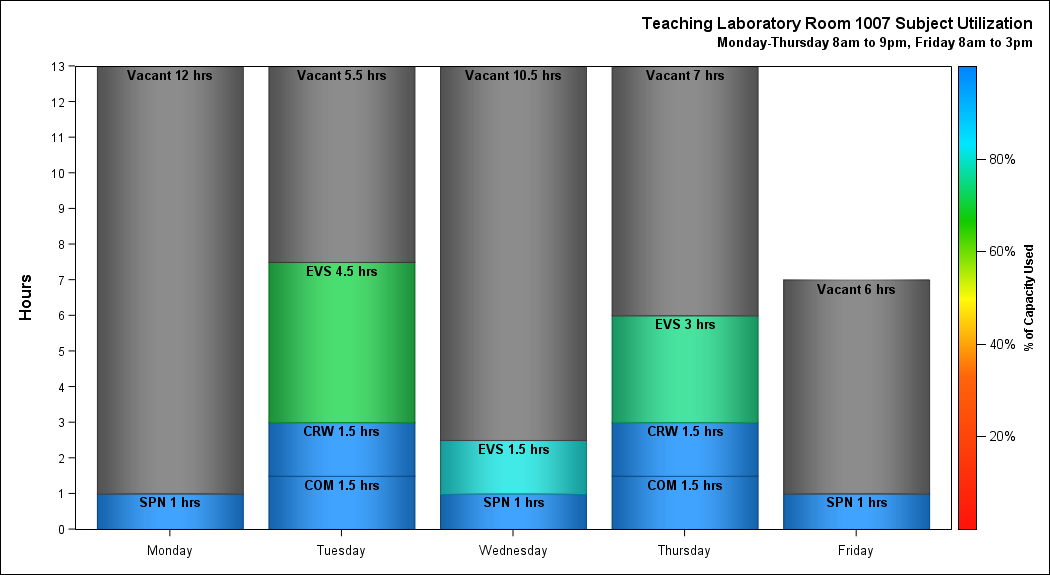 Teaching Laboratory Room 1007 Subject Utilization
Monday-Thursday 8am to 9pm, Friday 8am to 3pm
Hours
13
12
11
10
9
8
7
6
5
4
3
2
1
0
Vacant 12 hrs
SPN 1 hrs
Vacant 5.5 hrs
EVS 4.5 hrs
CRW 1.5 hrs
COM 1.5 hrs
Vacant 10.5 hrs
EVS 1.5 hrs
SPN 1 hrs
Vacant 7 hrs
EVS 3 hrs
CRW 1.5 hrs
COM 1.5 hrs
Vacant 6 hrs
SPN 1 hrs
Monday
Tuesday
Wednesday
Thursday
Friday
80%
60%
40%
20%
% of Capacity Used